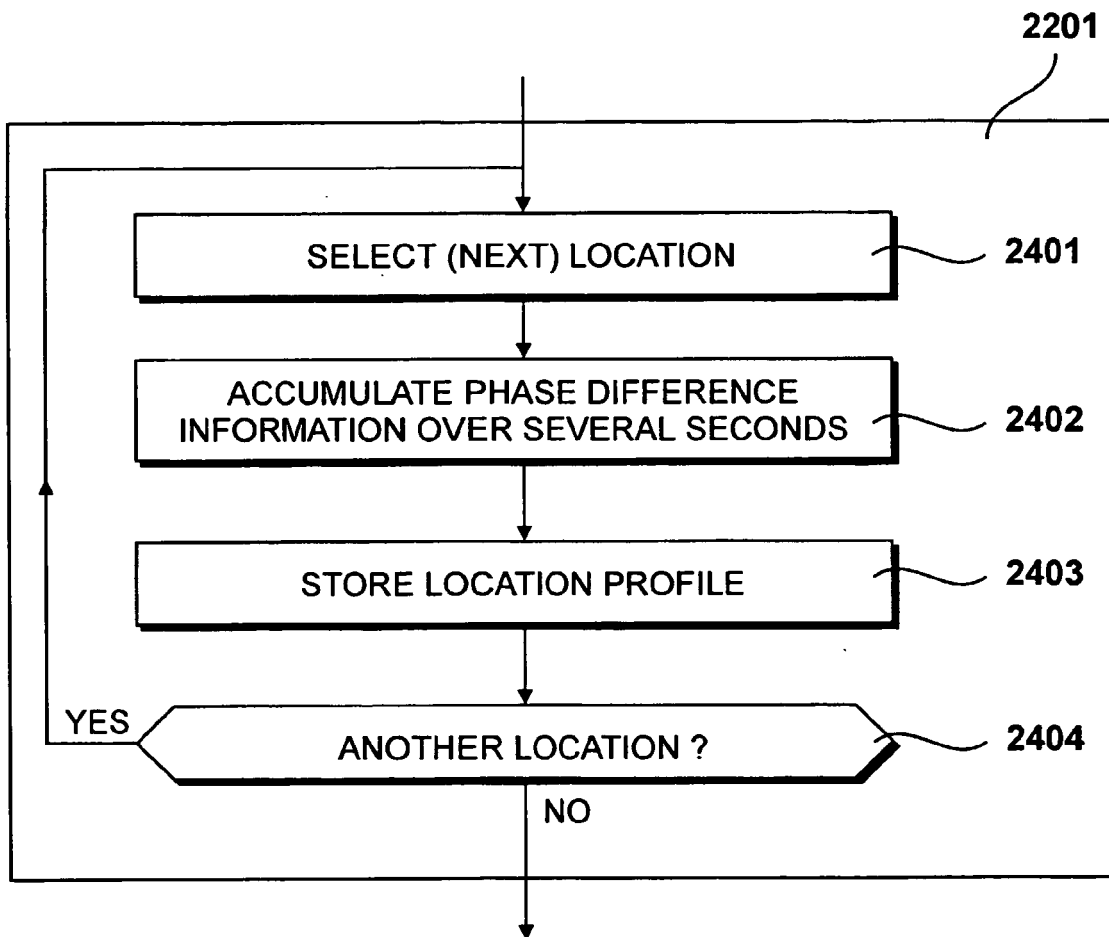 2201
SELECT (NEXT) LOCATION
2401
ACCUMULATE PHASE DIFFERENCE
INFORMATION OVER SEVERAL SECONDS
2402
STORE LOCATION PROFILE
2403
YES
ANOTHER LOCATION ?
2404
NO